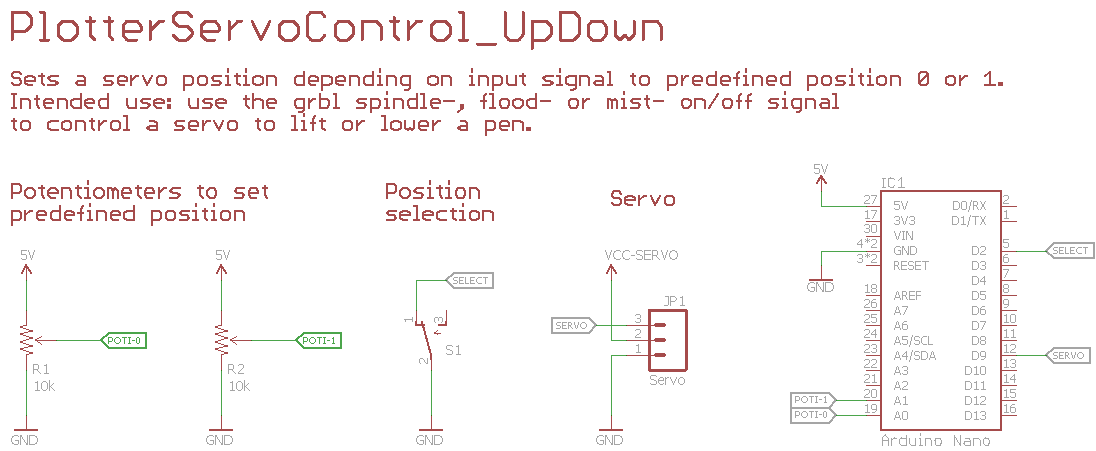 PlotterServoControl_UpDown
Sets a servo position depending on input signal to predefined position 0 or 1.
Intended use: use the grbl spindle-, flood- or mist- on/off signal
to control a servo to lift or lower a pen.
Potentiometers to set
predefined position
5V
POTI-0
R1
10k
GND
5V
POTI-1
R2
10k
GND
Position
selection
SELECT
1
3
S1
2
GND
Servo
VCC-SERVO
JP1
SERVO
3
2
1
Servo
GND
5V
IC1
27 5V D0/RX 2
17 3V3 D1/TX 1
30 VIN
4*2 GND D2 5 SELECT
3*2 RESET D3 6
GND
D4 7
18 AREF D5 8
26 A7 D6 9
25 A6 D7 10
24 A5/SCL D8 11
23 A4/SDA D9 12 SERVO
22 A3 D10 13
21 A2 D11 14
POTI-1 20 A1 D12 15
POTI-0 19 A0 D13 16
Arduino Nano